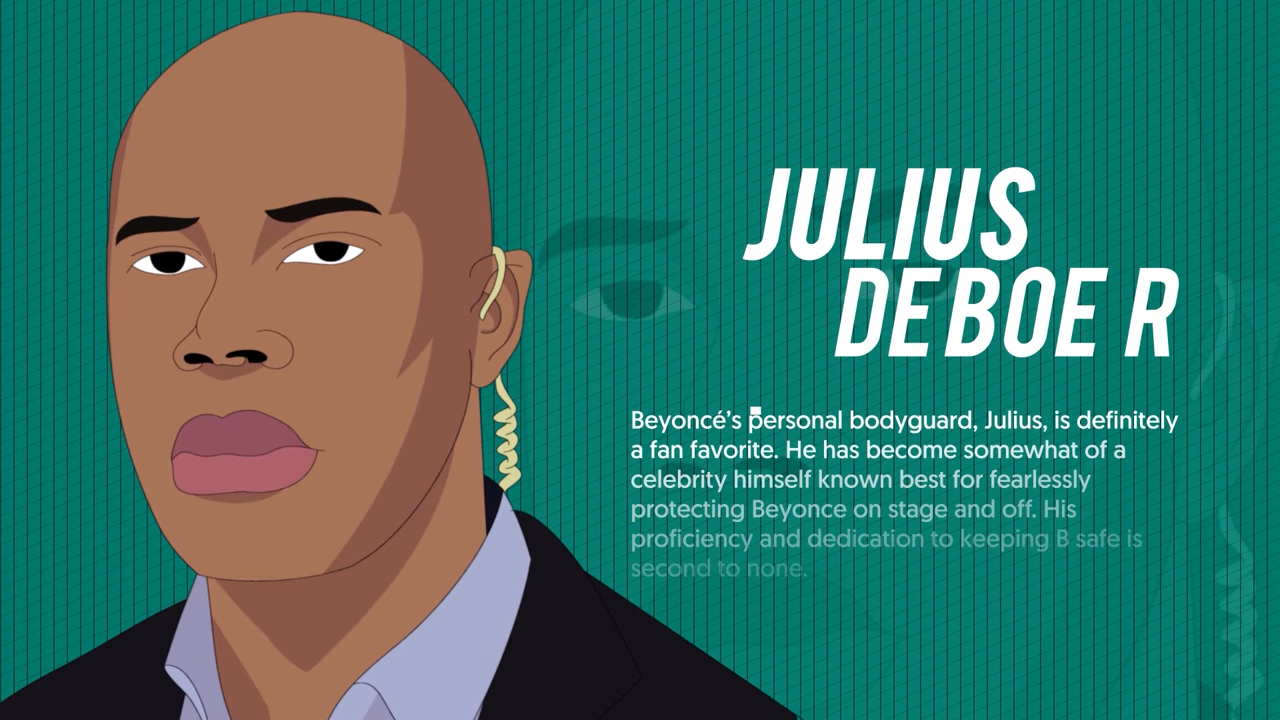 JULIUS
DE BOE R
Beyoncé’s personal bodyguard, Julius, is definitely
a fan favorite. He has become somewhat of a
celebrity himself known best for fearlessly
protecting Beyonce on stage and off. His
proficiency and dedication to keeping B safe is
second to none.